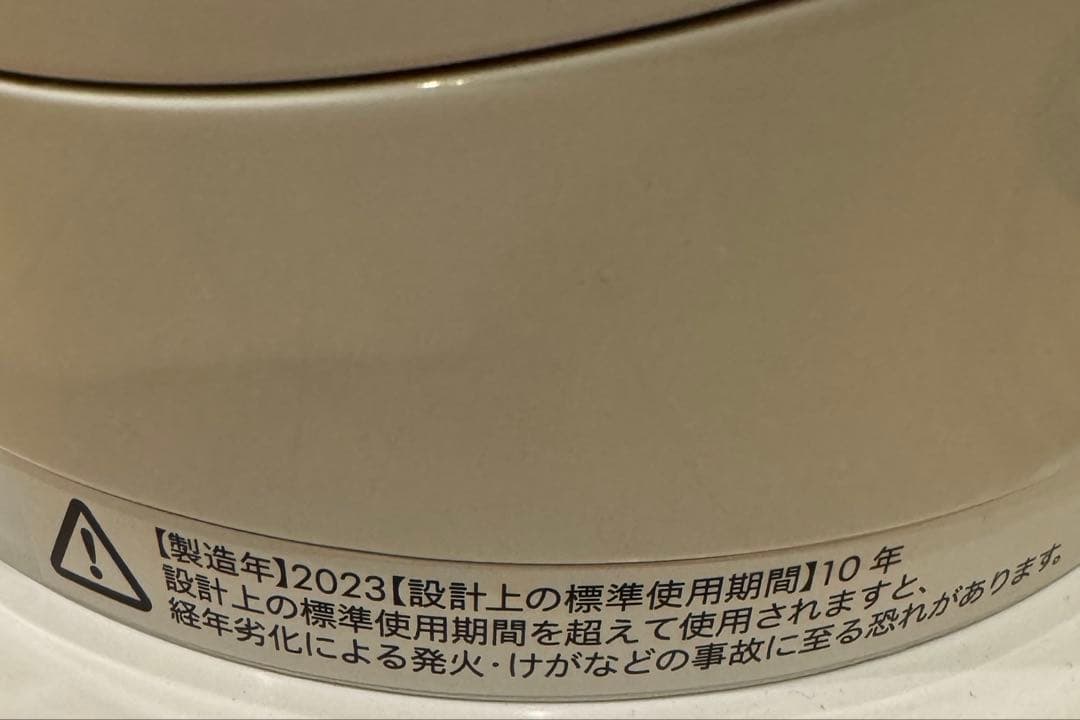 【製造年】2023【設計上の標準使用期間】10 年
設計上の標準使用期間を超えて使用されますと、
経年劣化による発火・けがなどの事故に至る恐れがあります。